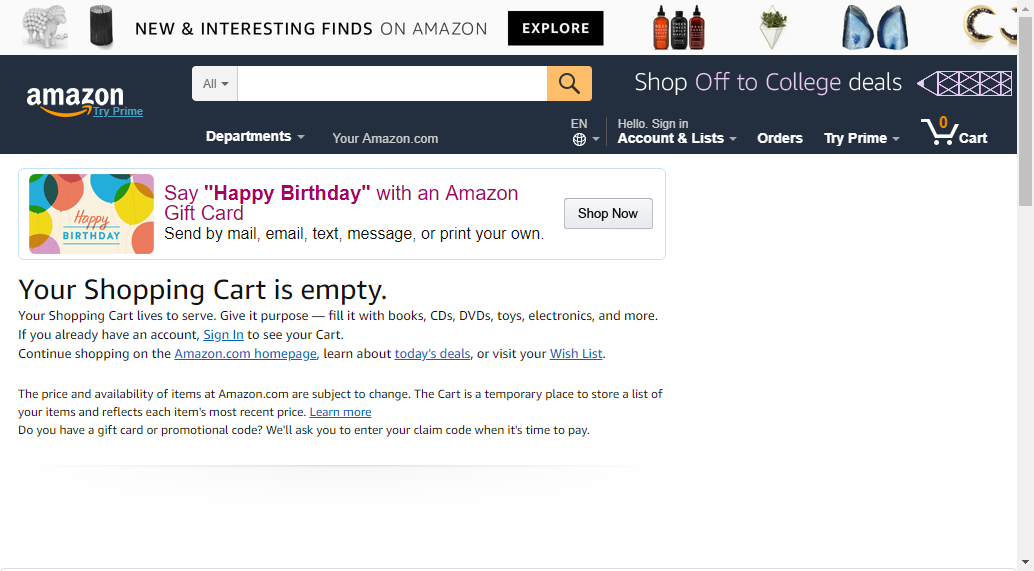 NEW & INTERESTING FINDS ON AMAZON EXPLORE
amazon
Try Prime
All
Shop Off to College deals
Departments
Your Amazon.com
EN
Hello. Sign in
Account & Lists
Orders
Try Prime
0
Cart
Happy
BIRTHDAY
Say "Happy Birthday" with an Amazon
Gift Card
Send by mail, email, text, message, or print your own.
Shop Now
Your Shopping Cart is empty.
Your Shopping Cart lives to serve. Give it purpose — fill it with books, CDs, DVDs, toys, electronics, and more.
If you already have an account, Sign In to see your Cart.
Continue shopping on the Amazon.com homepage, learn about today's deals, or visit your Wish List.
The price and availability of items at Amazon.com are subject to change. The Cart is a temporary place to store a list of
your items and reflects each item's most recent price. Learn more
Do you have a gift card or promotional code? We'll ask you to enter your claim code when it's time to pay.